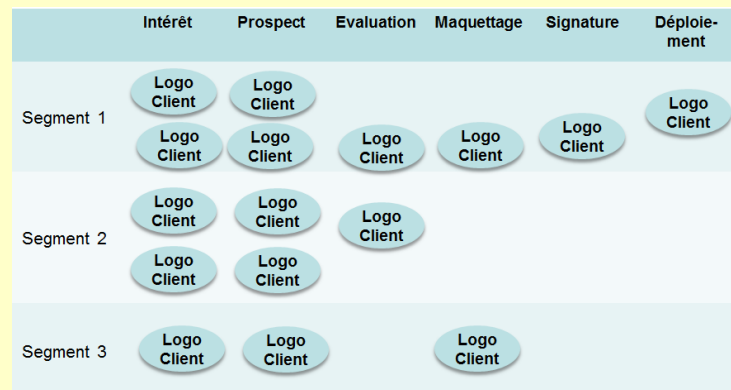 Intérêt Prospect Evaluation Maquettage Signature Déploie-
ment
Segment 1
Logo
Client
Logo
Client
Logo
Client
Logo
Client
Logo
Client
Logo
Client
Logo
Client
Logo
Client
Segment 2
Logo
Client
Logo
Client
Logo
Client
Logo
Client
Logo
Client
Segment 3
Logo
Client
Logo
Client
Logo
Client